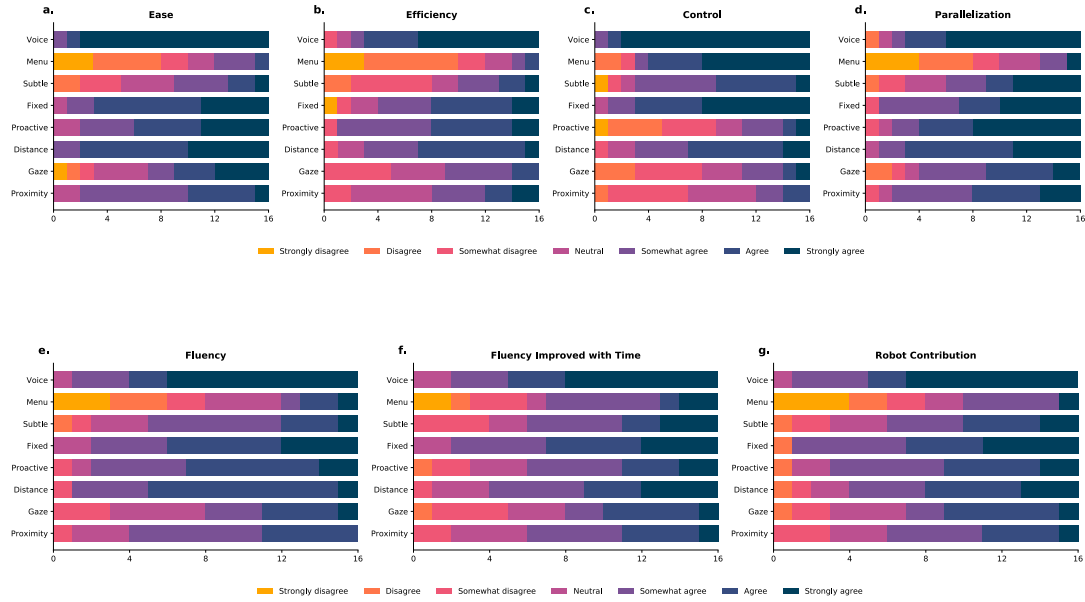 a. Ease
Voice
Menu
Subtle
Fixed
Proactive
Distance
Gaze
Proximity
0 4 8 12 16
b. Efficiency
Voice
Menu
Subtle
Fixed
Proactive
Distance
Gaze
Proximity
0 4 8 12 16
c. Control
Voice
Menu
Subtle
Fixed
Proactive
Distance
Gaze
Proximity
0 4 8 12 16
d. Parallelization
Voice
Menu
Subtle
Fixed
Proactive
Distance
Gaze
Proximity
0 4 8 12 16
Strongly disagree Disagree Somewhat disagree Neutral Somewhat agree Agree Strongly agree
e. Fluency
Voice
Menu
Subtle
Fixed
Proactive
Distance
Gaze
Proximity
0 4 8 12 16
f. Fluency Improved with Time
Voice
Menu
Subtle
Fixed
Proactive
Distance
Gaze
Proximity
0 4 8 12 16
g. Robot Contribution
Voice
Menu
Subtle
Fixed
Proactive
Distance
Gaze
Proximity
0 4 8 12 16
Strongly disagree Disagree Somewhat disagree Neutral Somewhat agree Agree Strongly agree